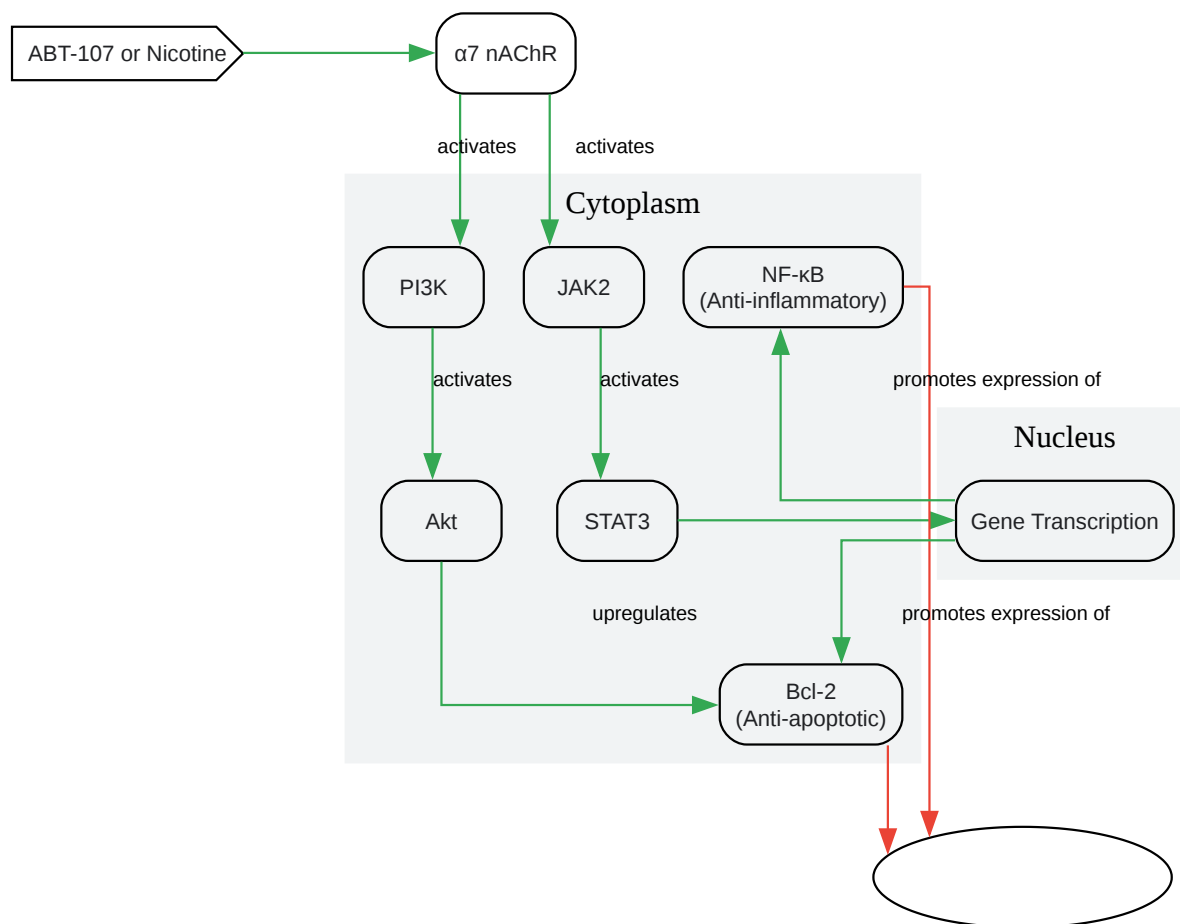 ABT-107 or Nicotine
α7 nAChR
activates
activates
Cytoplasm
PI3K
JAK2
NF-κB
(Anti-inflammatory)
activates
activates
promotes expression of
Nucleus
Akt
STAT3
Gene Transcription
upregulates
promotes expression of
Bcl-2
(Anti-apoptotic)